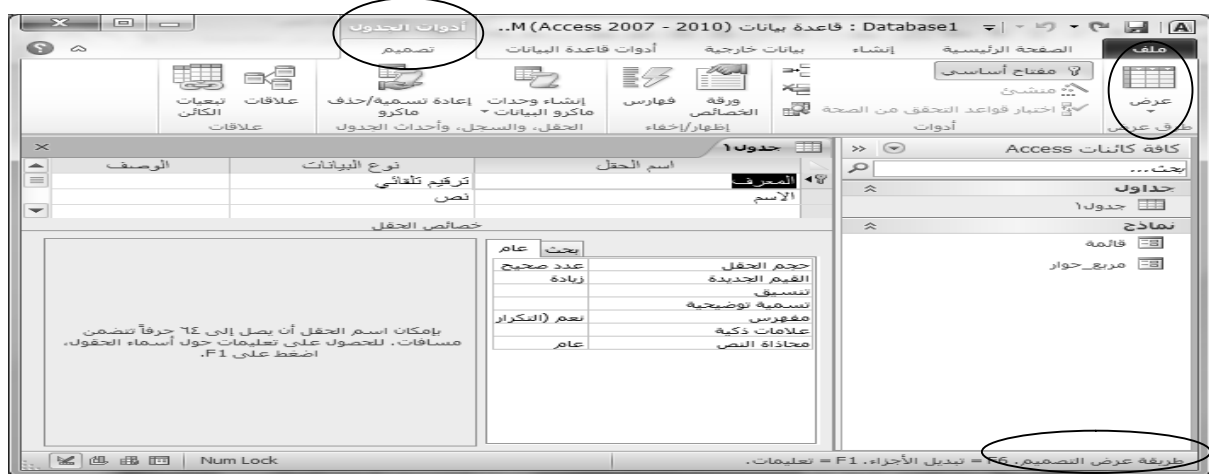 Database1 : قاعدة بيانات (Access 2007 - 2010) M..
أدوات الجدول
ملف
الصفحة الرئيسية
إنشاء
بيانات خارجية
أدوات قاعدة البيانات
تصميم
عرض
طرق عرض
مفتاح أساسي
منشئ
اختبار قواعد التحقق من الصحة
أدوات
ورقة الخصائص
فهارس
إظهار/إخفاء
إنشاء وحدات ماكرو البيانات
إعادة تسمية/حذف ماكرو
الحقل، والسجل، وأحداث الجدول
علاقات
تبعيات الكائن
علاقات
كافة كائنات Access
بحث...
جداول
جدول١
نماذج
قائمة
مربع_حوار
جدول١
اسم الحقل
نوع البيانات
الوصف
المعرف
ترقيم تلقائي
الاسم
نص
خصائص الحقل
عام
بحث
حجم الحقل
عدد صحيح
القيم الجديدة
زيادة
تنسيق
تسمية توضيحية
مفهرس
نعم (التكرار
علامات ذكية
محاذاة النص
عام
بإمكان اسم الحقل أن يصل إلى ٦٤ حرفاً تتضمن
مسافات. للحصول على تعليمات حول أسماء الحقول،
اضغط على F1.
طريقة عرض التصميم. F6 = تبديل الأجزاء. F1 = تعليمات.
Num Lock